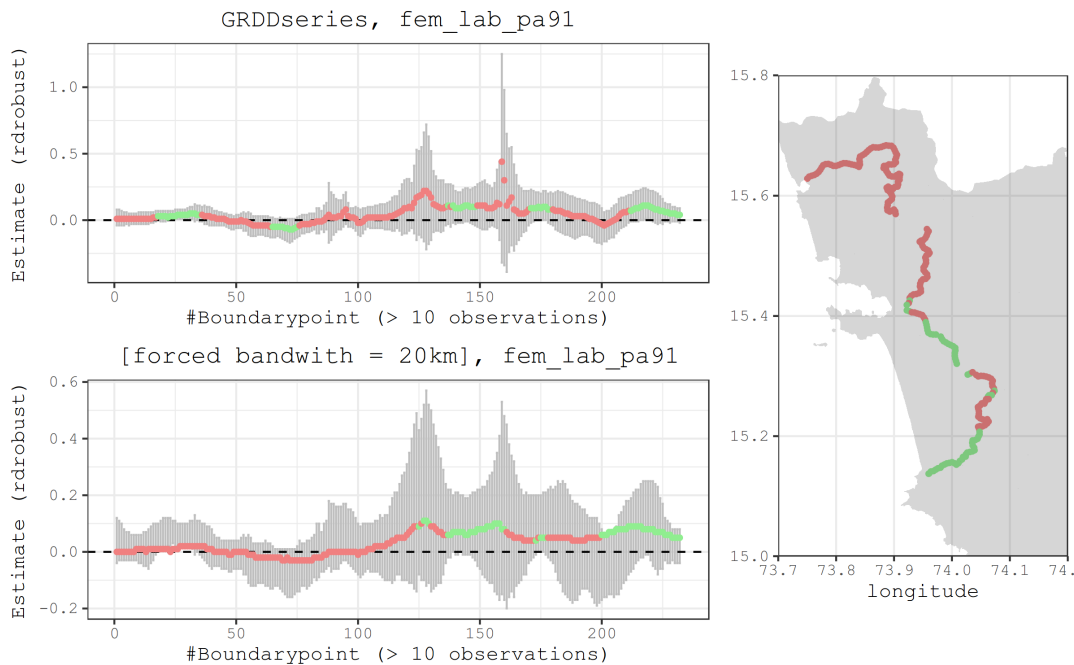 GRDDseries, fem_lab_pa91
Estimate (rdrobust)
1.0
0.5
0.0
0 50 100 150 200
#Boundarypoint (> 10 observations)
[forced bandwith = 20km], fem_lab_pa91
Estimate (rdrobust)
0.6
0.4
0.2
0.0
-0.2
0 50 100 150 200
#Boundarypoint (> 10 observations)
15.8
15.6
15.4
15.2
15.0
73.7 73.8 73.9 74.0 74.1 74.
longitude